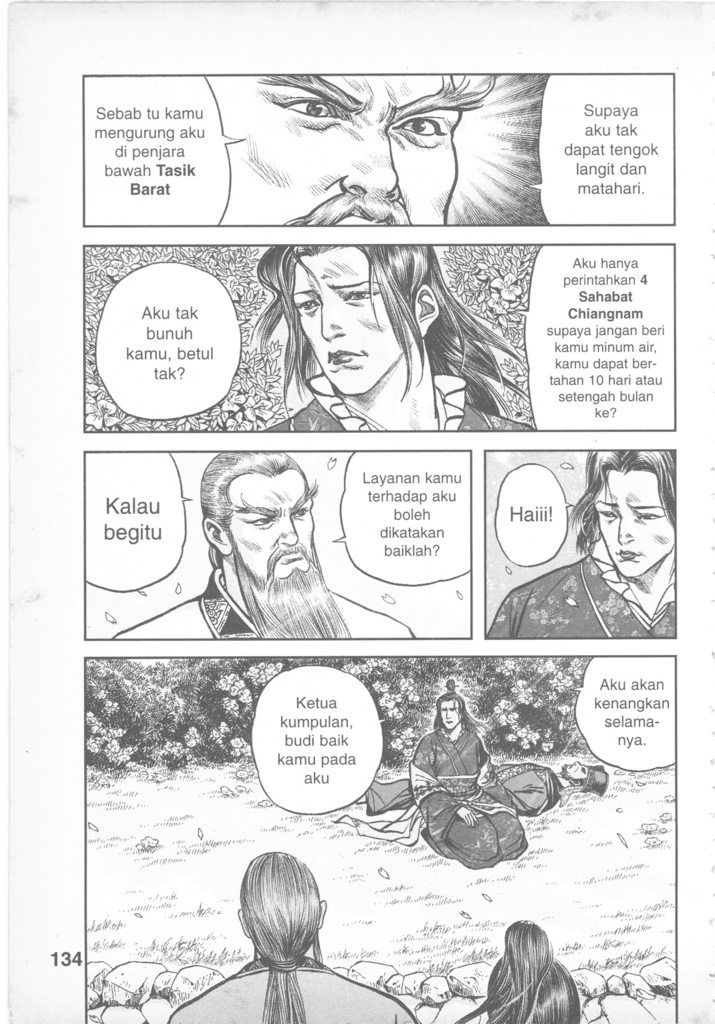 Sebab tu kamu
mengurung aku
di penjara
bawah Tasik
Barat
Supaya
aku tak
dapat tengok
langit dan
matahari.
Aku tak
bunuh
kamu, betul
tak?
Aku hanya
perintahkan 4
Sahabat
Chiangnam
supaya jangan beri
kamu minum air,
kamu dapat ber-
tahan 10 hari atau
setengah bulan
ke?
Kalau
begitu
Layanan kamu
terhadap aku
boleh
dikatakan
baiklah?
Haiii!
Ketua
kumpulan,
budi baik
kamu pada
aku
Aku akan
kenangkan
selama-
nya.
134